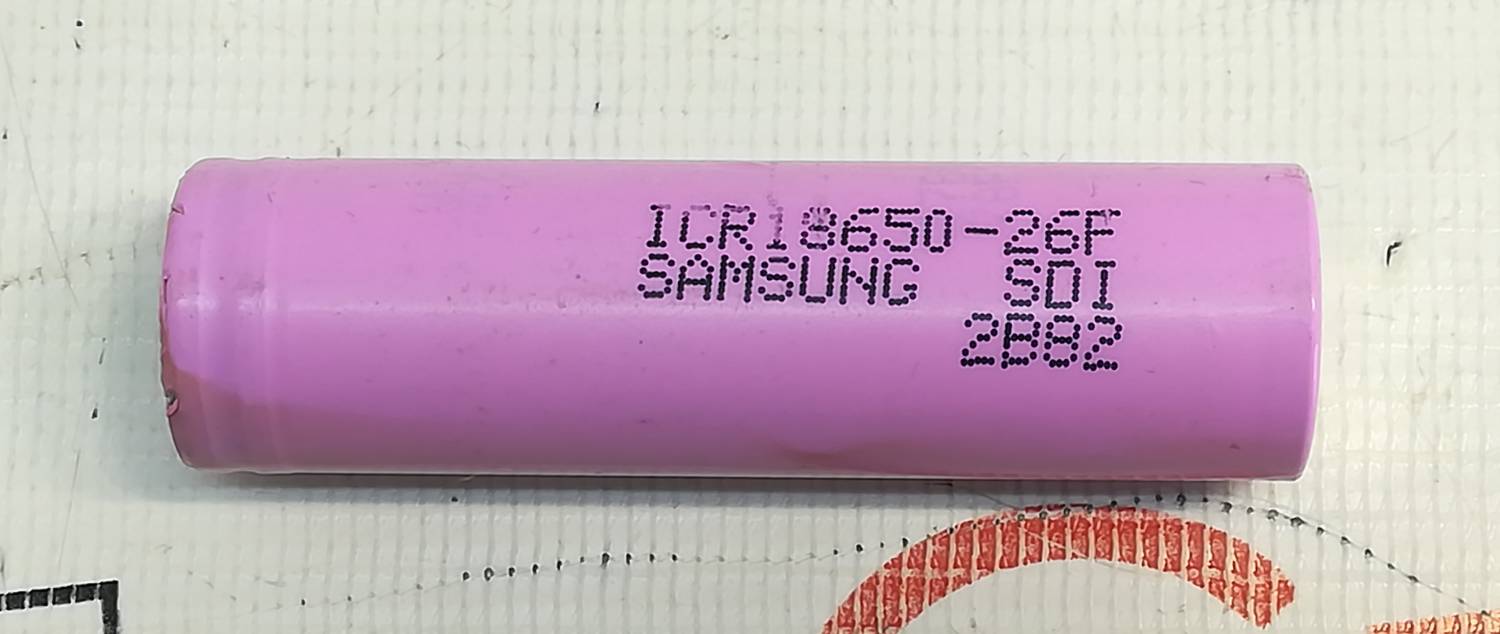 ICR18650-26F
SAMSUNG SDI
2B82